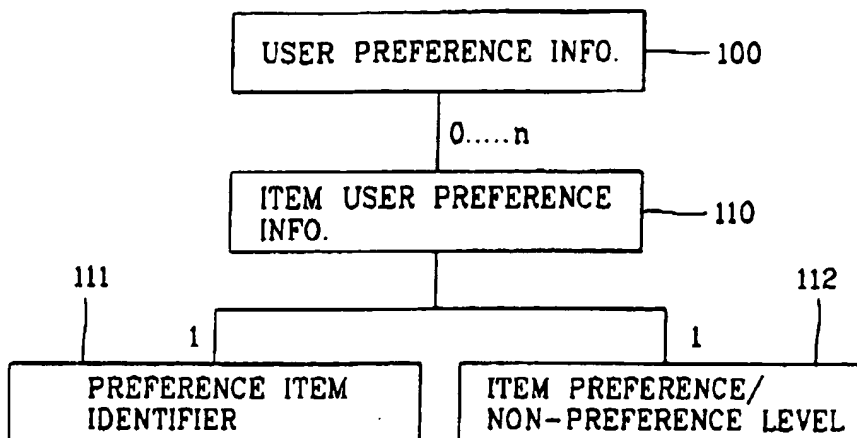 USER PREFERENCE INFO.
100
0.....n
ITEM USER PREFERENCE
INFO.
110
111
112
1
1
PREFERENCE ITEM
IDENTIFIER
ITEM PREFERENCE/
NON-PREFERENCE LEVEL